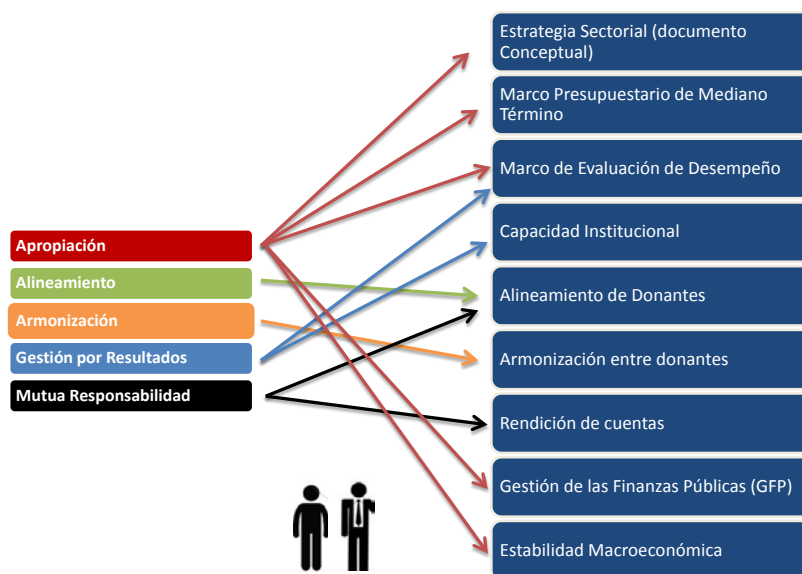 Apropiación
Alineamiento
Armonización
Gestión por Resultados
Mutua Responsabilidad
Estrategia Sectorial (documento
Conceptual)
Marco Presupuestario de Mediano
Término
Marco de Evaluación de Desempeño
Capacidad Institucional
Alineamiento de Donantes
Armonización entre donantes
Rendición de cuentas
Gestión de las Finanzas Públicas (GFP)
Estabilidad Macroeconómica